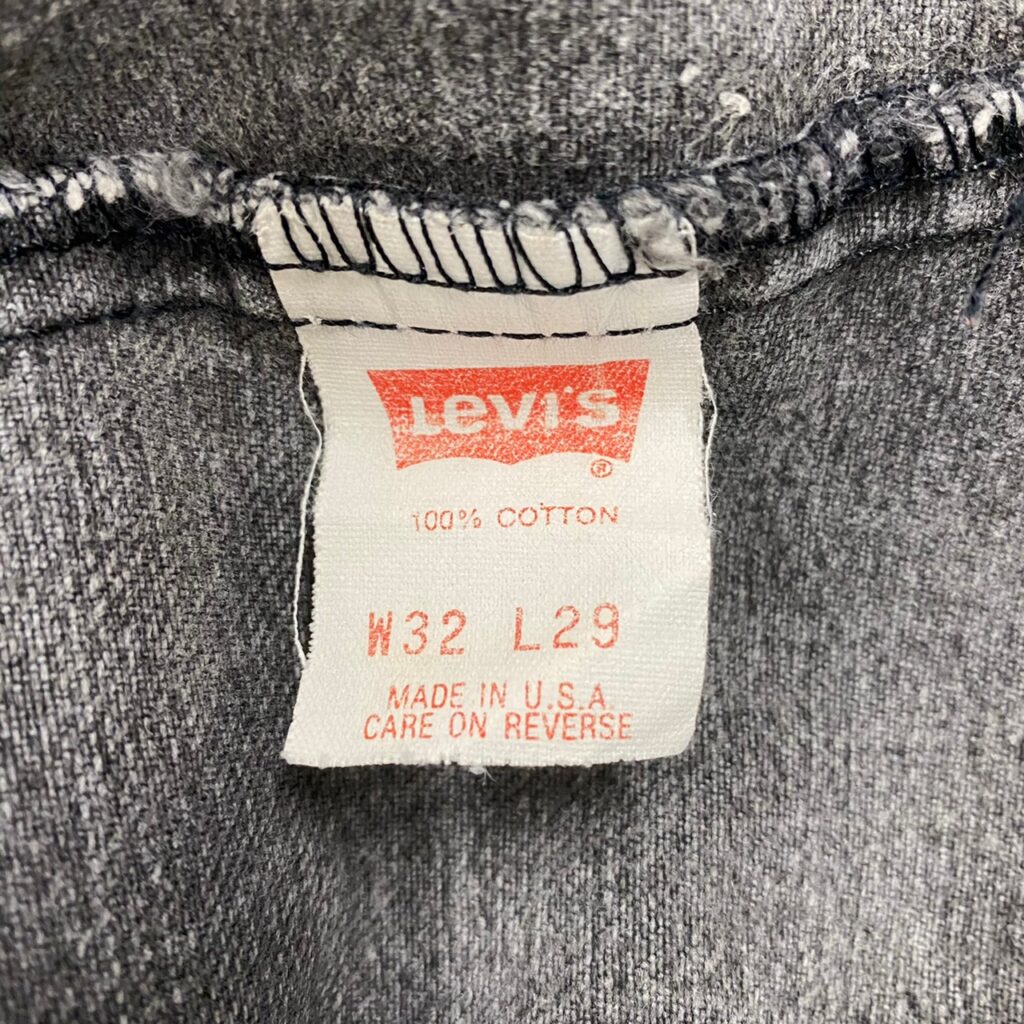 Levi's
®
100% COTTON
W32 L29
MADE IN U.S.A
CARE ON REVERSE